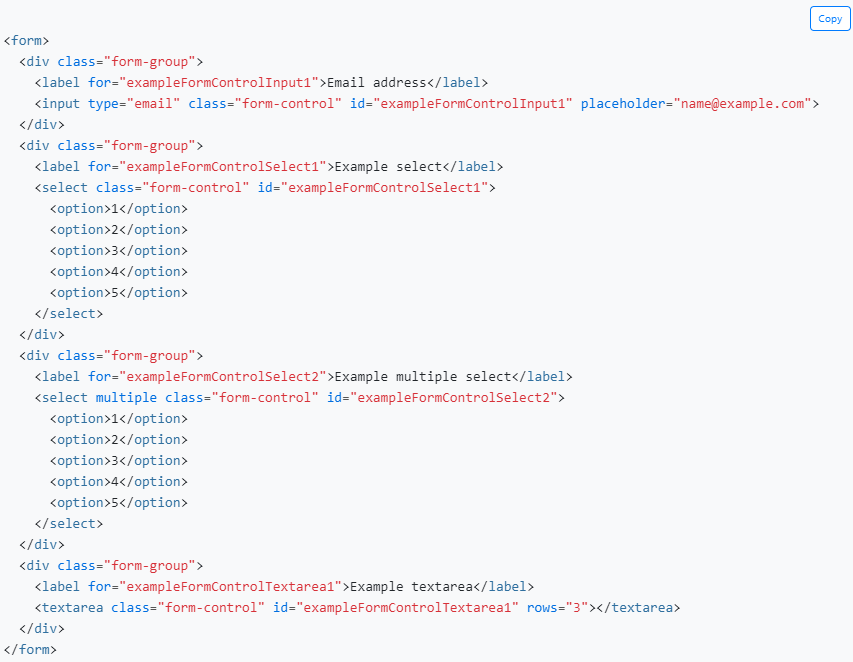 Copy
<form>
  <div class="form-group">
    <label for="exampleFormControlInput1">Email address</label>
    <input type="email" class="form-control" id="exampleFormControlInput1" placeholder="name@example.com">
  </div>
  <div class="form-group">
    <label for="exampleFormControlSelect1">Example select</label>
    <select class="form-control" id="exampleFormControlSelect1">
      <option>1</option>
      <option>2</option>
      <option>3</option>
      <option>4</option>
      <option>5</option>
    </select>
  </div>
  <div class="form-group">
    <label for="exampleFormControlSelect2">Example multiple select</label>
    <select multiple class="form-control" id="exampleFormControlSelect2">
      <option>1</option>
      <option>2</option>
      <option>3</option>
      <option>4</option>
      <option>5</option>
    </select>
  </div>
  <div class="form-group">
    <label for="exampleFormControlTextarea1">Example textarea</label>
    <textarea class="form-control" id="exampleFormControlTextarea1" rows="3"></textarea>
  </div>
</form>